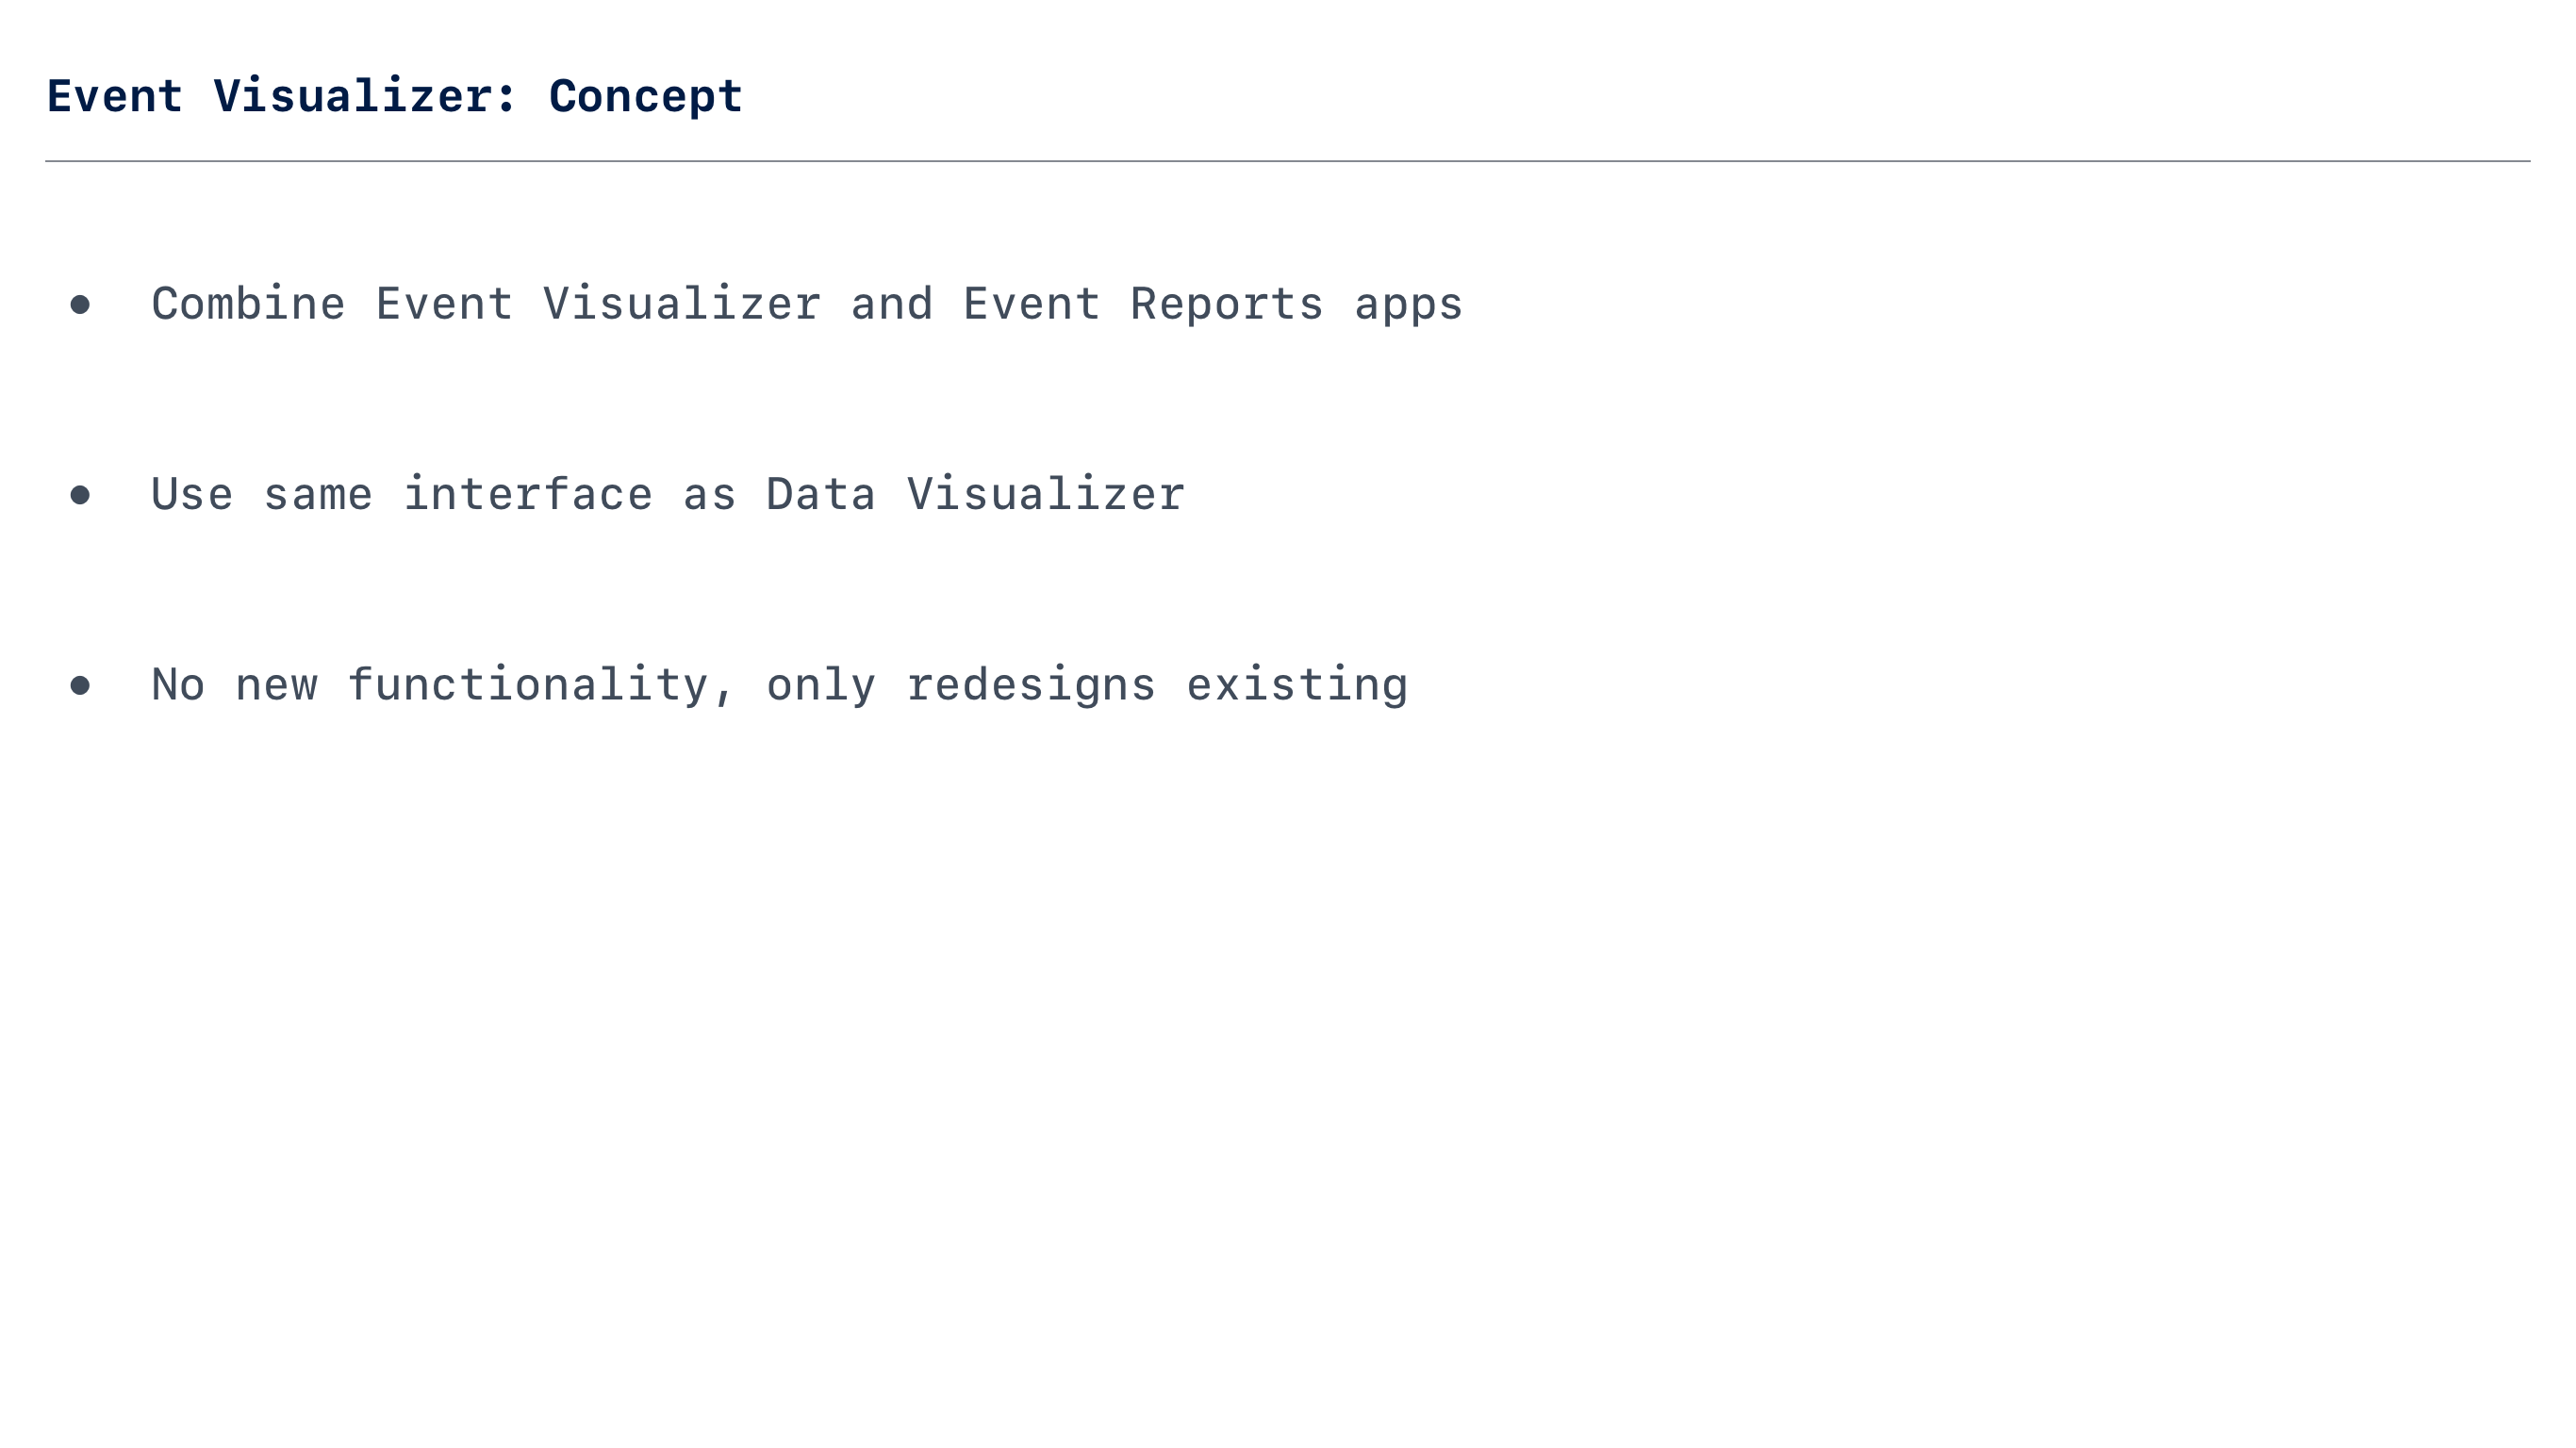 Event Visualizer: Concept
● Combine Event Visualizer and Event Reports apps
● Use same interface as Data Visualizer
● No new functionality, only redesigns existing